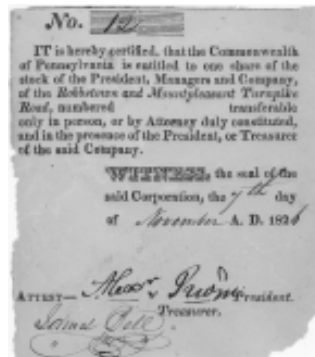 No. 12
IT is hereby certified, that the Commonwealth
of Pennsylvania is entitled to one share of the
stock of the President, Managers and Company,
of the Robbstown and Mountpleasant Turnpike
Road, numbered transferable
only in person, or by Attorney duly constituted,
and in the presence of the President, or Treasurer
of the said Company.
WITNESS, the seal of the
said Corporation, the 7th day
of November A. D. 1826
ATTEST— President.
Treasurer.